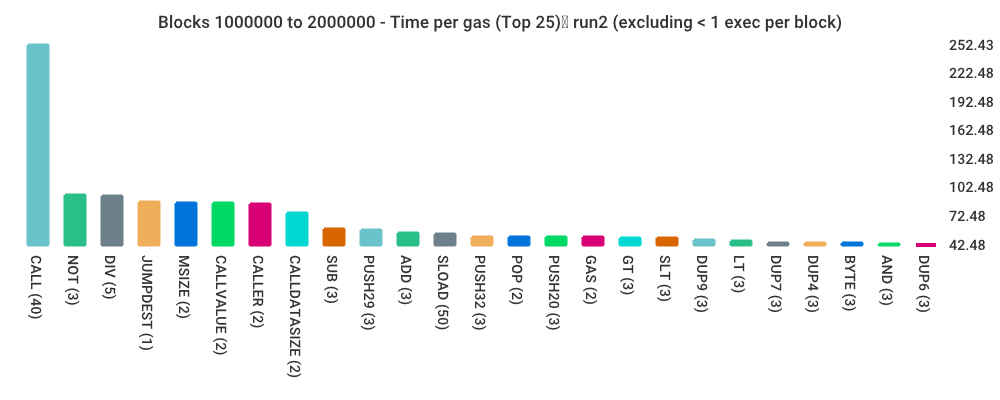 Blocks 1000000 to 2000000 - Time per gas (Top 25) run2 (excluding < 1 exec per block)
252.43
222.48
192.48
162.48
132.48
102.48
72.48
42.48
CALL (40)
NOT (3)
DIV (5)
JUMPDEST (1)
MSIZE (2)
CALLVALUE (2)
CALLER (2)
CALLDATASIZE (2)
SUB (3)
PUSH29 (3)
ADD (3)
SLOAD (50)
PUSH32 (3)
POP (2)
PUSH20 (3)
GAS (2)
GT (3)
SLT (3)
DUP9 (3)
LT (3)
DUP7 (3)
DUP4 (3)
BYTE (3)
AND (3)
DUP6 (3)